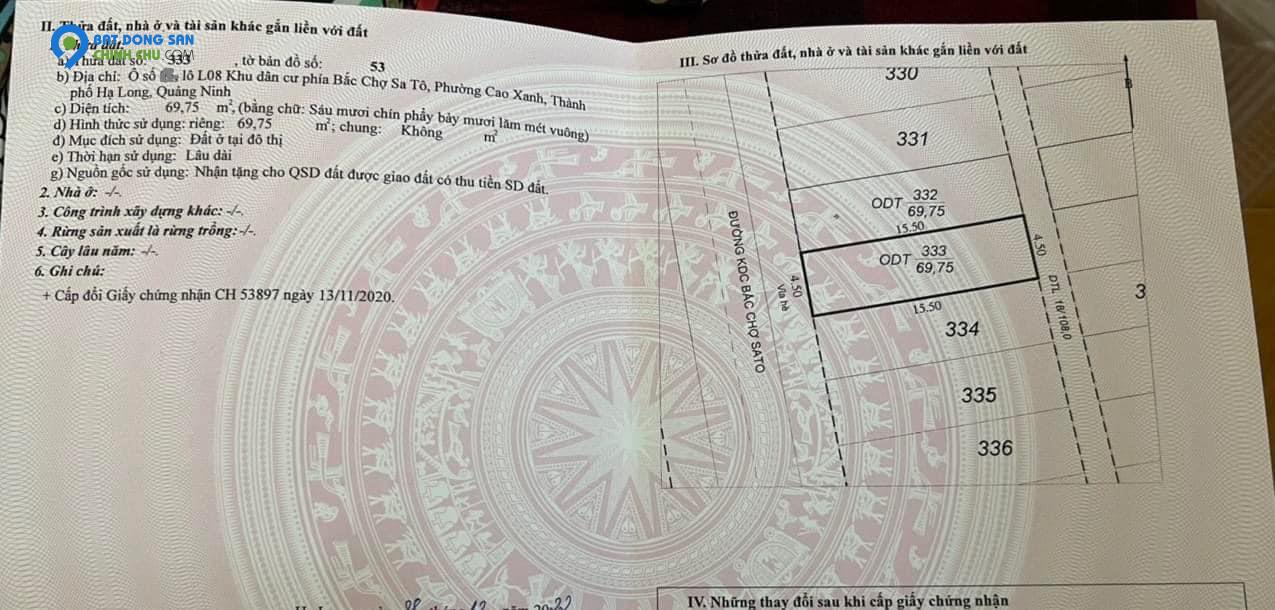 II. Thửa đất, nhà ở và tài sản khác gắn liền với đất
BAT DONG SAN
CHINH CHU.COM
a) Thửa đất số: 333 , tờ bản đồ số: 53
b) Địa chỉ: Ô số lô L08 Khu dân cư phía Bắc Chợ Sa Tô, Phường Cao Xanh, Thành
phố Hạ Long, Quảng Ninh
c) Diện tích: 69,75 m², (bằng chữ: Sáu mươi chín phẩy bảy mươi lăm mét vuông)
d) Hình thức sử dụng: riêng: 69,75 m²; chung: Không m²
đ) Mục đích sử dụng: Đất ở tại đô thị
e) Thời hạn sử dụng: Lâu dài
g) Nguồn gốc sử dụng: Nhận tặng cho QSD đất được giao đất có thu tiền SD đất.
2. Nhà ở: -/-.
3. Công trình xây dựng khác: -/-.
4. Rừng sản xuất là rừng trồng: -/-.
5. Cây lâu năm: -/-.
6. Ghi chú:
+ Cấp đổi Giấy chứng nhận CH 53897 ngày 13/11/2020.
III. Sơ đồ thửa đất, nhà ở và tài sản khác gắn liền với đất
B
330
331
ODT 332
69,75
15.50
ODT 333
69,75
4.50
4.50
15.50
Vỉa hè
ĐƯỜNG KDC BẮC CHỢ SATO
DTL 18/108,0
3
334
335
336
IV. Những thay đổi sau khi cấp giấy chứng nhận